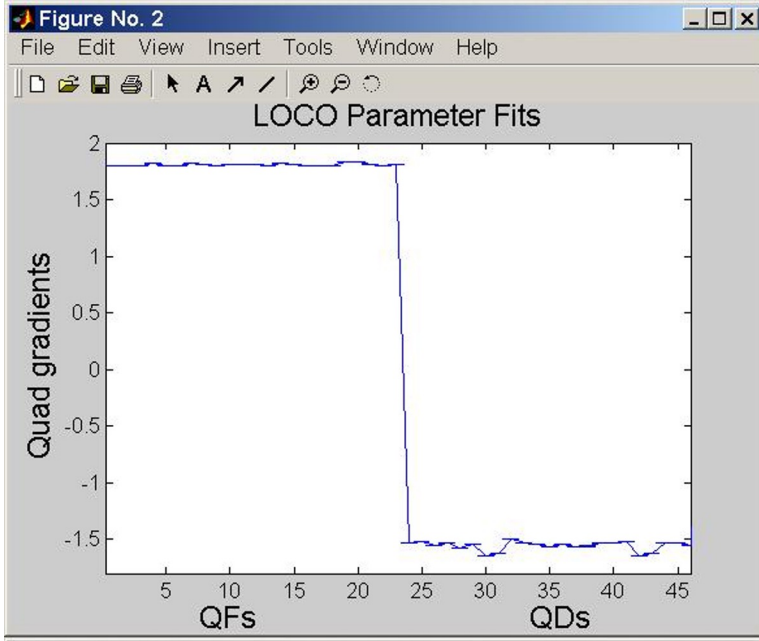 Figure No. 2
File Edit View Insert Tools Window Help
A
LOCO Parameter Fits
2
1.5
1
0.5
0
-0.5
-1
-1.5
Quad gradients
5 10 15 20 25 30 35 40 45
QFs QDs